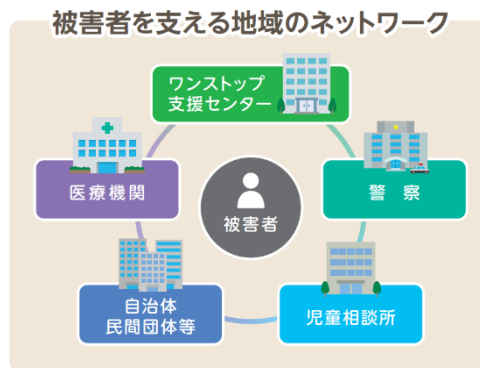 被害者を支える地域のネットワーク
ワンストップ
支援センター
医療機関
警察
被害者
自治体
民間団体等
児童相談所